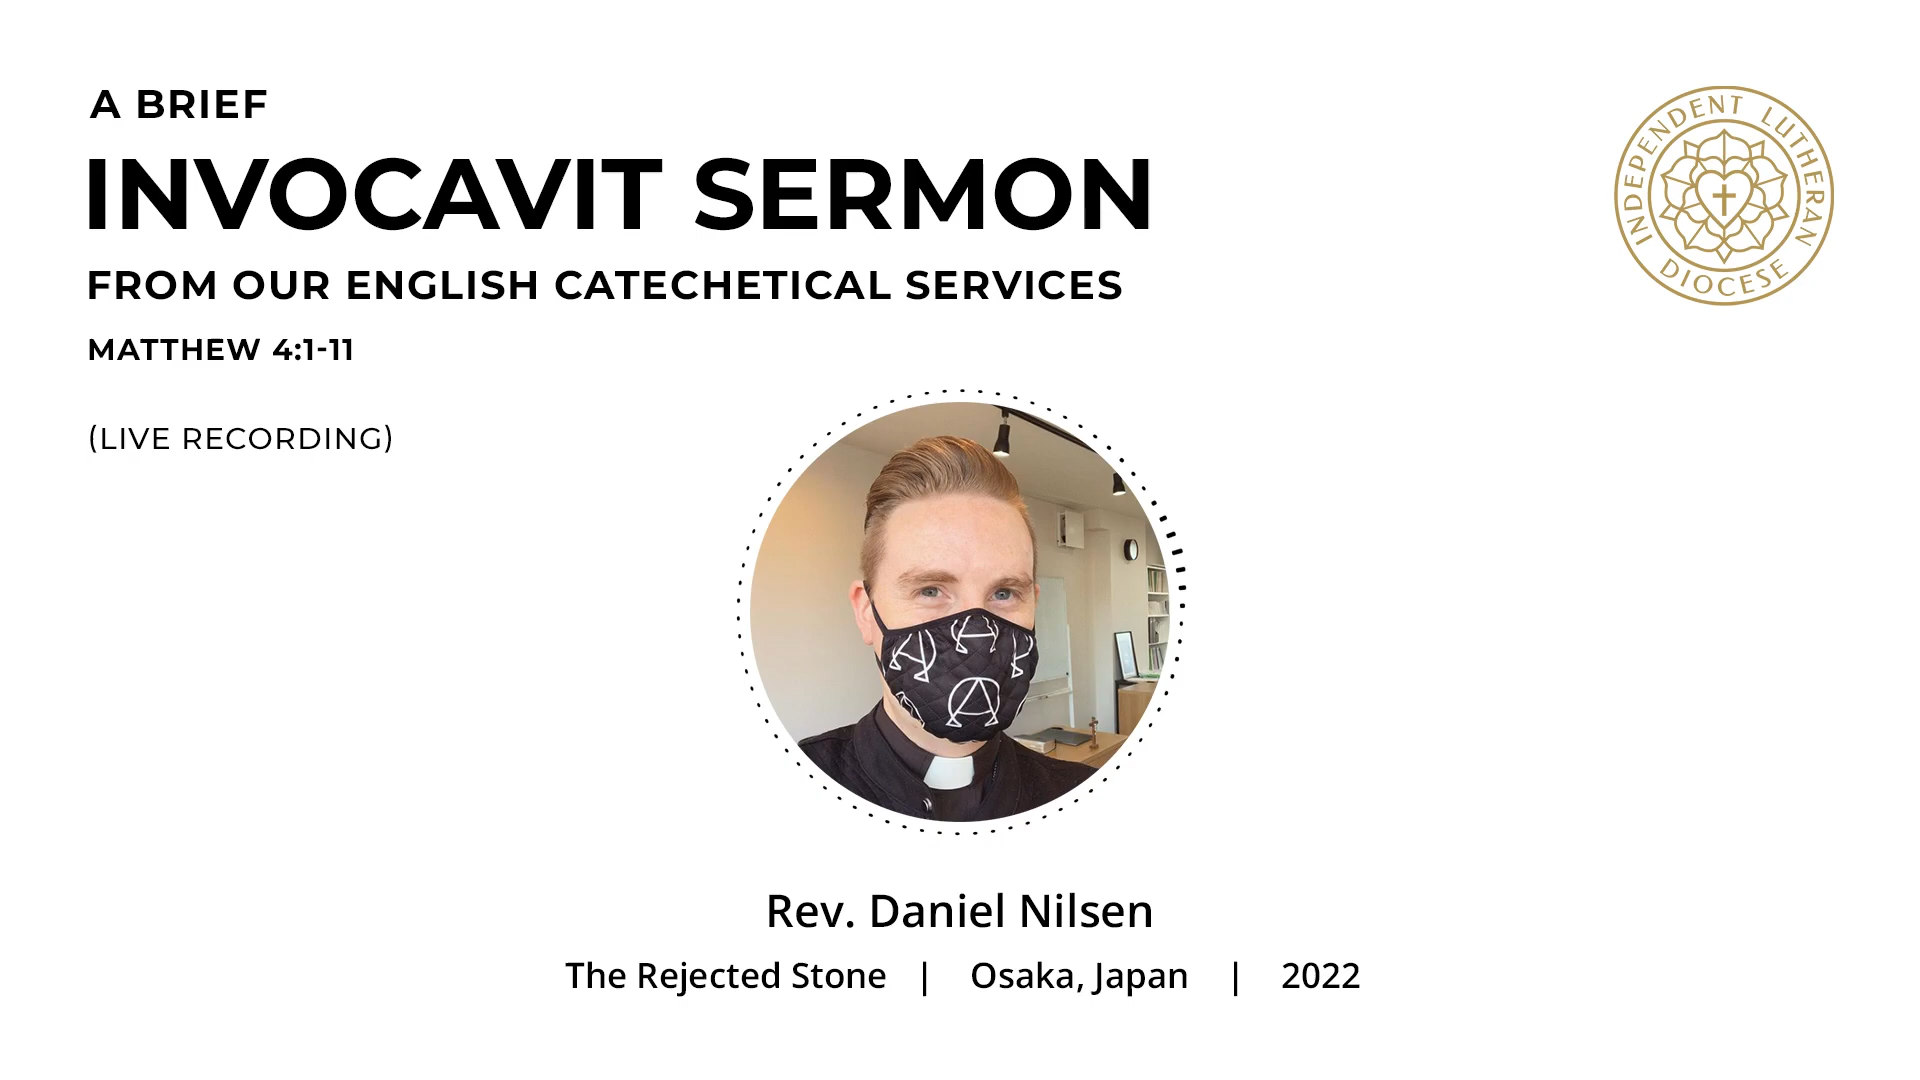 A BRIEF
INVOCAVIT SERMON
FROM OUR ENGLISH CATECHETICAL SERVICES
MATTHEW 4:1-11
(LIVE RECORDING)
INDEPENDENT LUTHERAN
DIOCESE
Rev. Daniel Nilsen
The Rejected Stone | Osaka, Japan | 2022